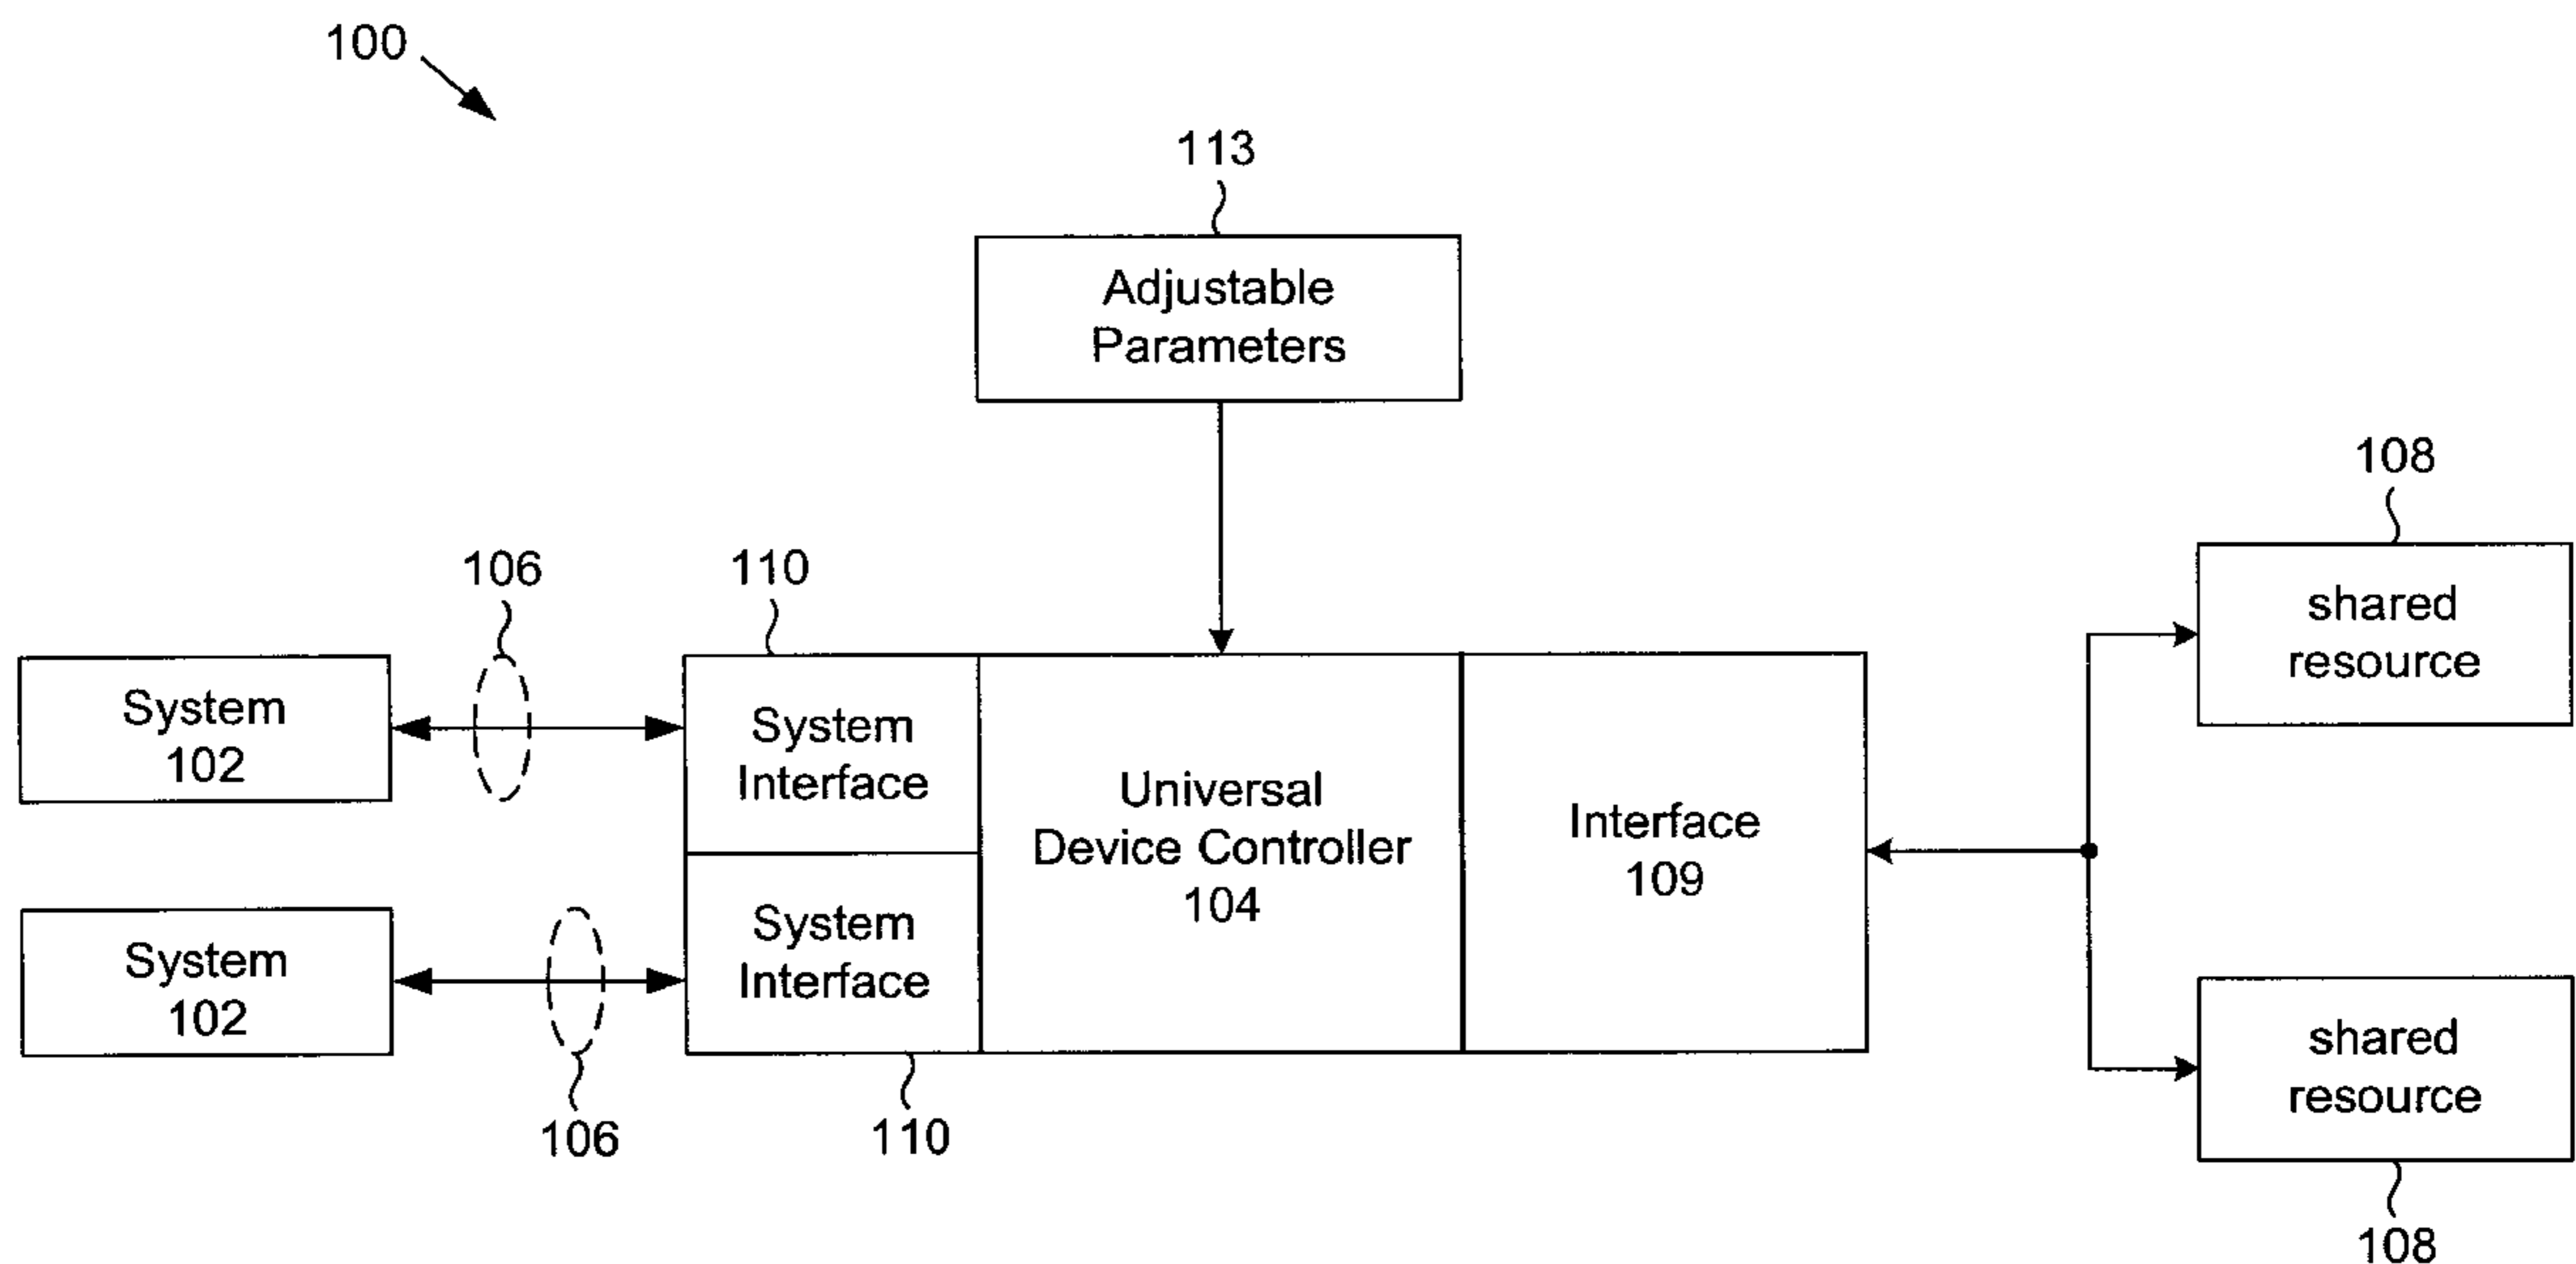 100
113
Adjustable
Parameters
108
shared
resource
106
110
System
102
System
Interface
Universal
Device Controller
104
Interface
109
System
102
System
Interface
shared
resource
106
110
108